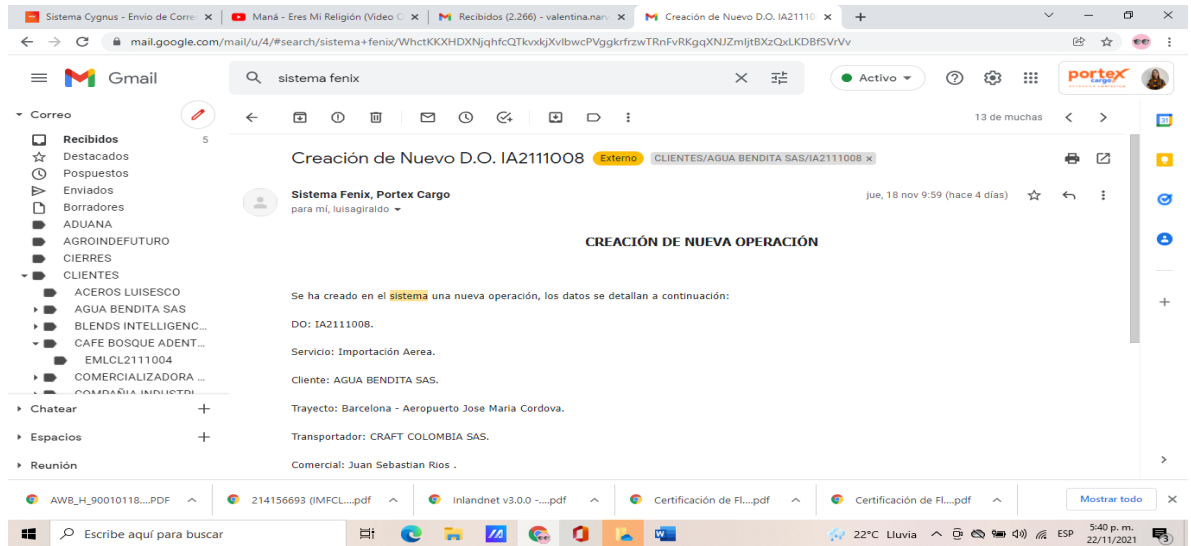 Sistema Cygnus - Envio de Corre
Maná - Eres Mi Religión (Video C
Recibidos (2.266) - valentina.nar
Creación de Nuevo D.O. IA21110
mail.google.com/mail/u/4/#search/sistema+fenix/WhctKKXHDXNjqhfcQTkvxkjXvlbwcPVggkrfrzwTRnFvRKgqXNJZmljtBXzQxLKDBfSVrVv
Gmail
sistema fenix
Activo
portex
cargo
Correo
13 de muchas
Recibidos 5
Destacados
Pospuestos
Enviados
Borradores
ADUANA
AGROINDEFUTURO
CIERRES
CLIENTES
ACEROS LUISESCO
AGUA BENDITA SAS
BLENDS INTELLIGENC...
CAFE BOSQUE ADENT...
EMLCL2111004
COMERCIALIZADORA ...
COMPAÑIA INDUSTRI
Chatear
Espacios
Reunión
Creación de Nuevo D.O. IA2111008 Externo CLIENTES/AGUA BENDITA SAS/IA2111008 x
Sistema Fenix, Portex Cargo
jue, 18 nov 9:59 (hace 4 días)
para mí, luisagiraldo
CREACIÓN DE NUEVA OPERACIÓN
Se ha creado en el sistema una nueva operación, los datos se detallan a continuación:
DO: IA2111008.
Servicio: Importación Aerea.
Cliente: AGUA BENDITA SAS.
Trayecto: Barcelona - Aeropuerto Jose Maria Cordova.
Transportador: CRAFT COLOMBIA SAS.
Comercial: Juan Sebastian Rios .
31
AWB_H_90010118....PDF
214156693 (IMFCL....pdf
Inlandnet v3.0.0 -....pdf
Certificación de Fl....pdf
Certificación de Fl....pdf
Mostrar todo
Escribe aquí para buscar
22°C Lluvia
ESP
5:40 p. m.
22/11/2021
3